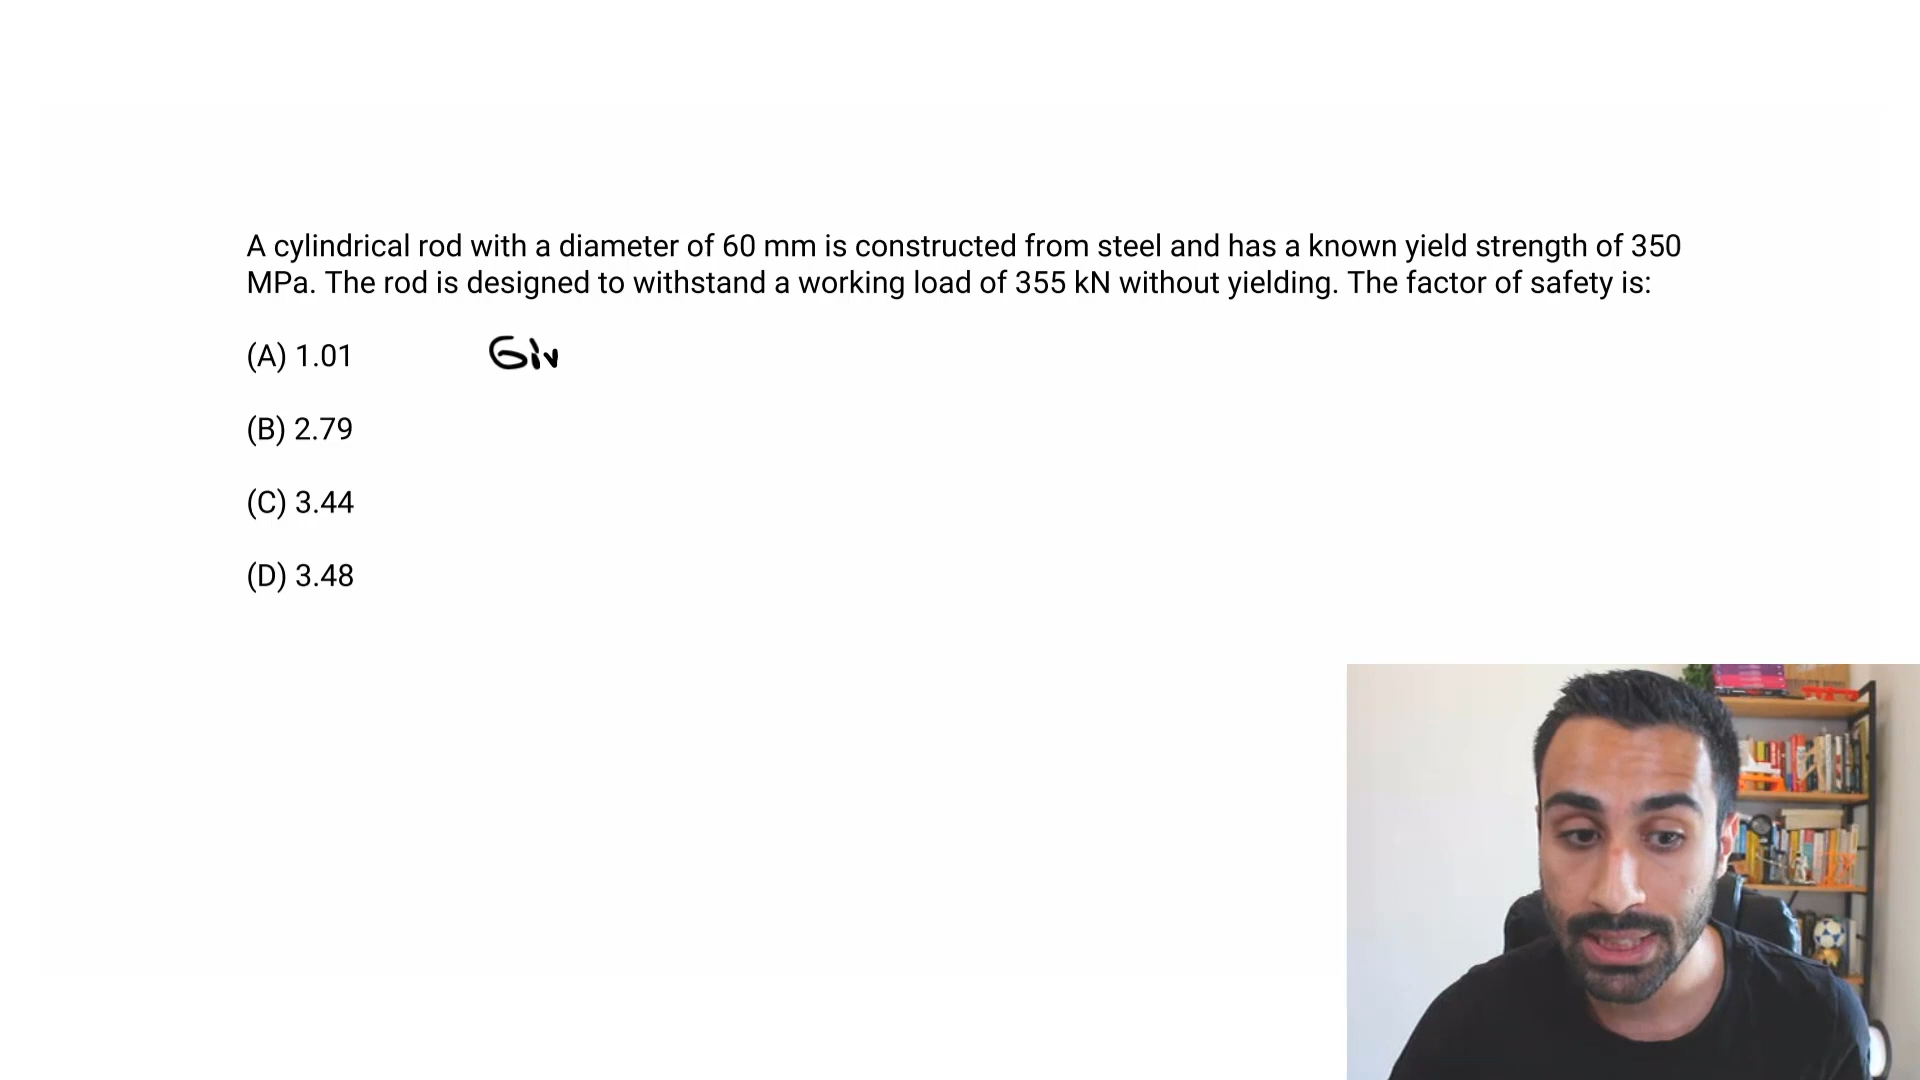 A cylindrical rod with a diameter of 60 mm is constructed from steel and has a known yield strength of 350
MPa. The rod is designed to withstand a working load of 355 kN without yielding. The factor of safety is:
(A) 1.01
Giv
(B) 2.79
(C) 3.44
(D) 3.48